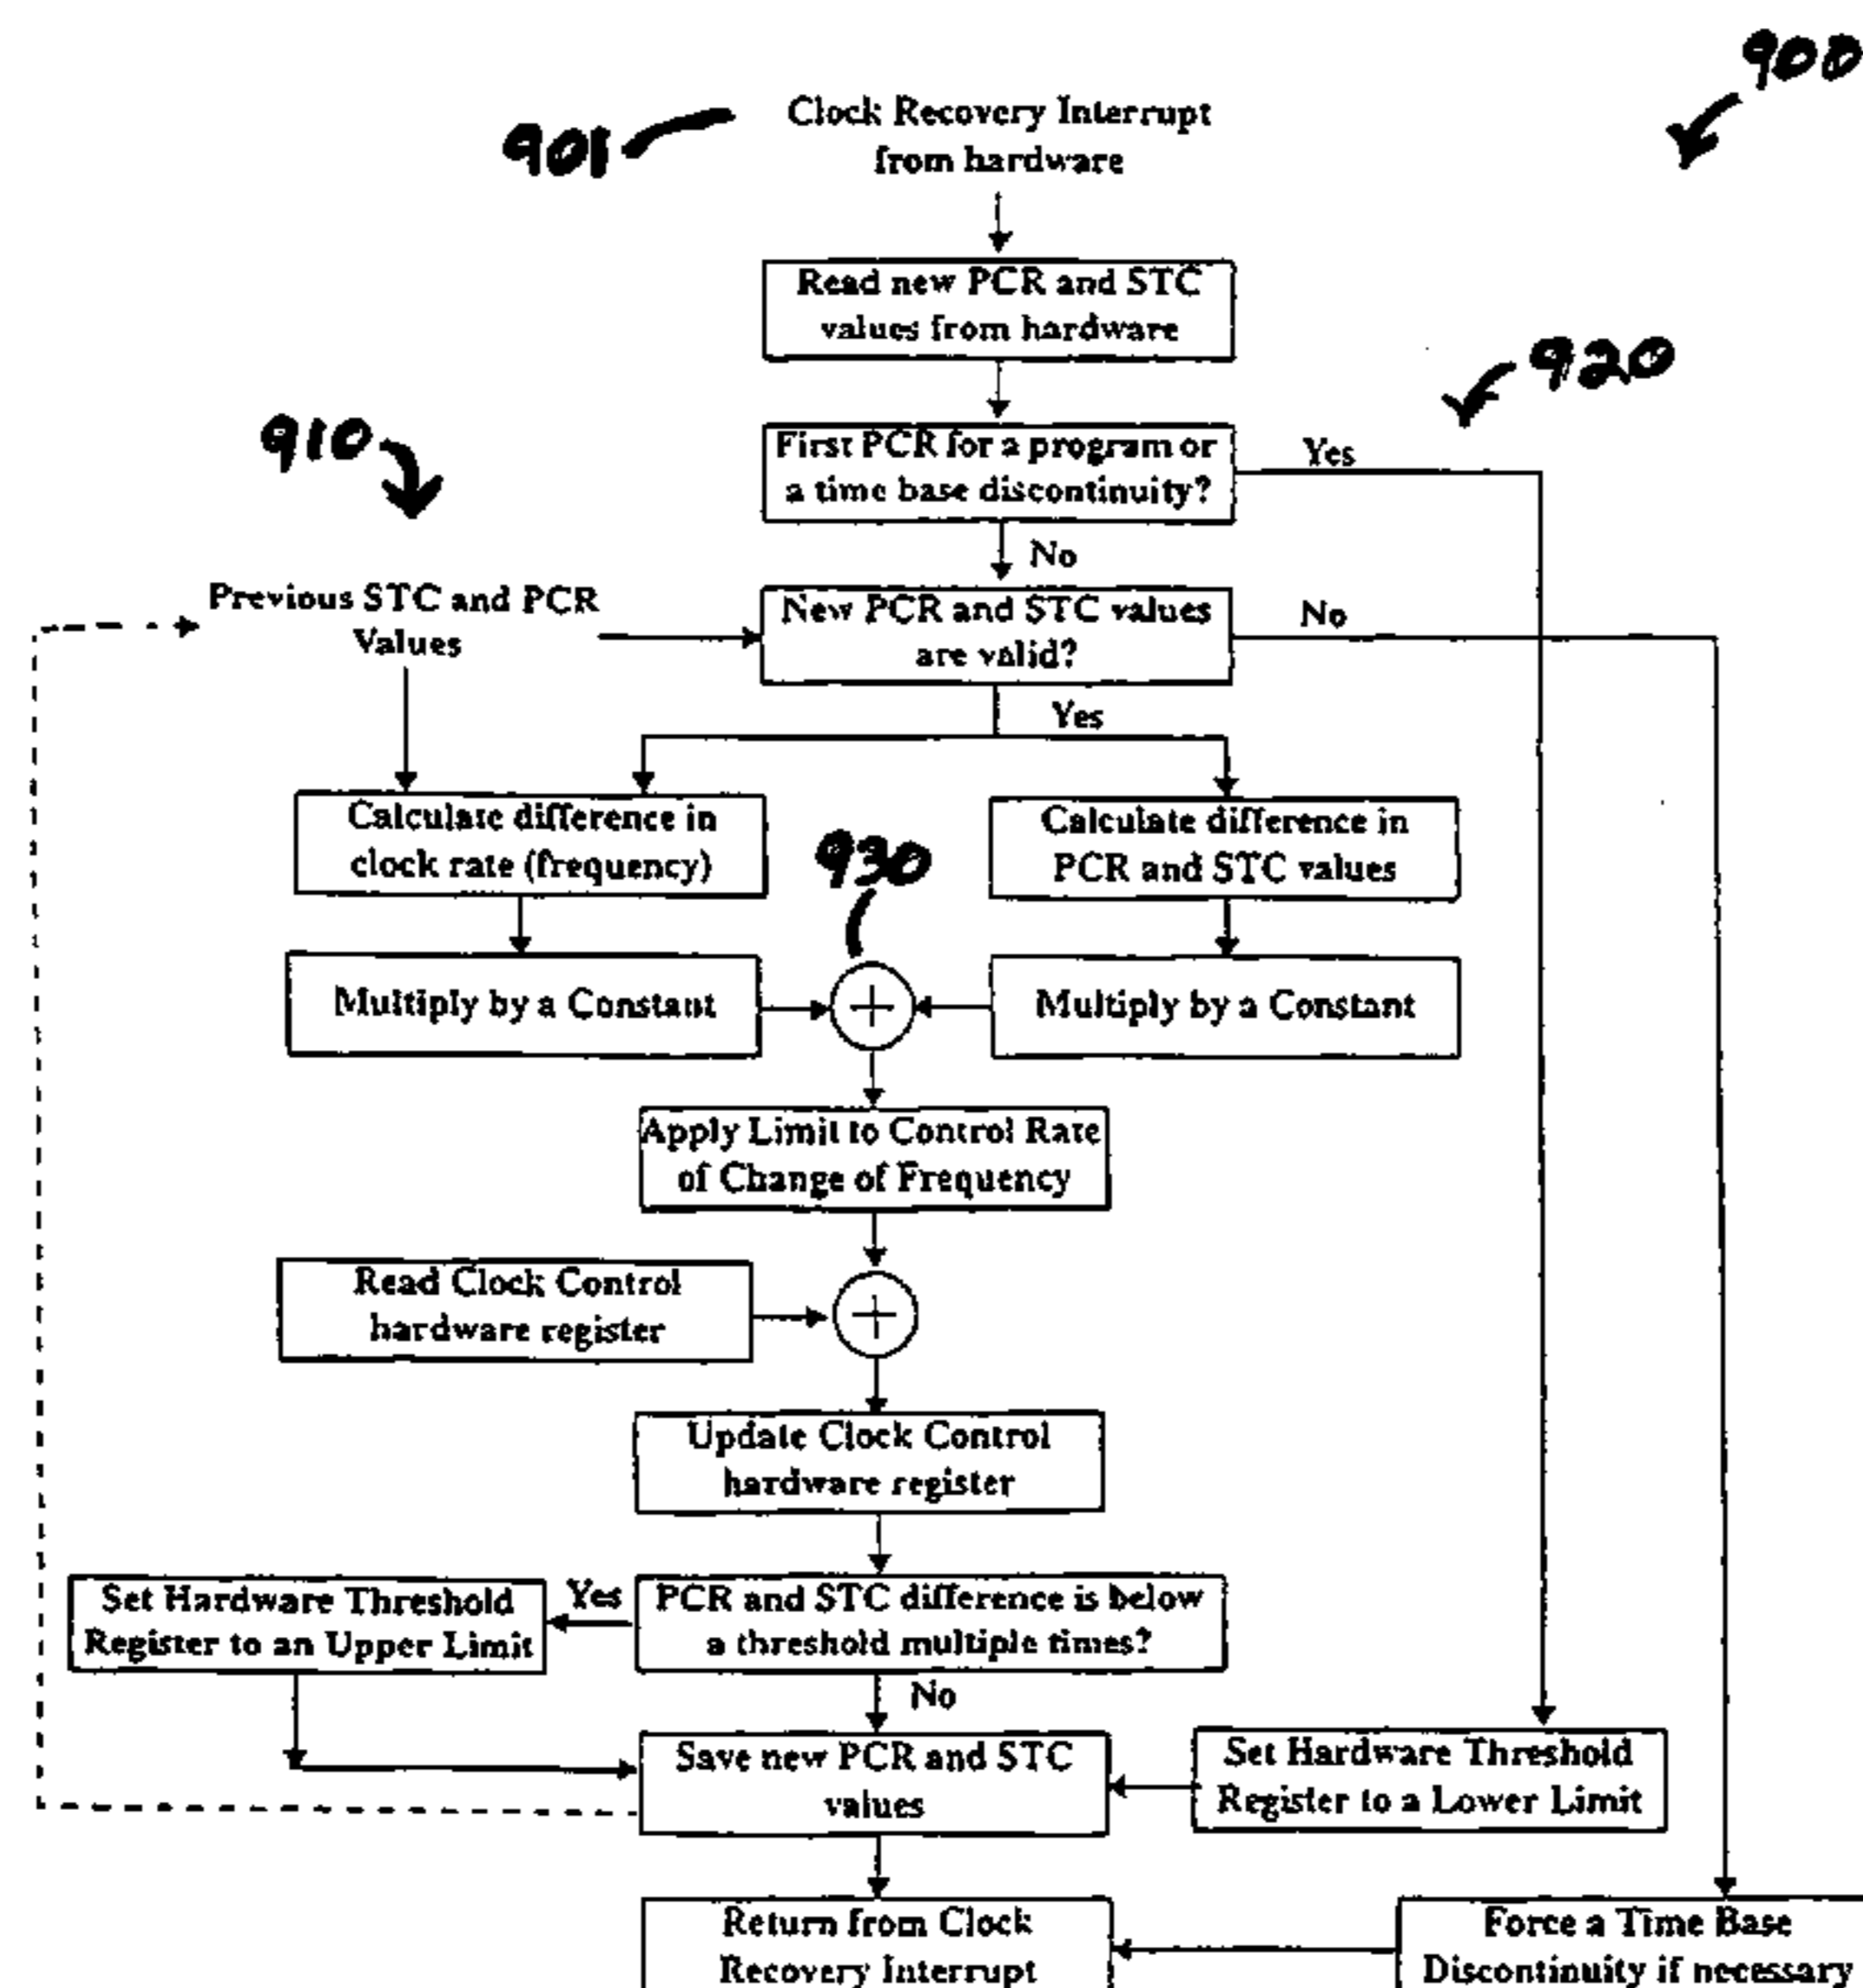 900
901
Clock Recovery Interrupt
from hardware
Read new PCR and STC
values from hardware
920
910
First PCR for a program or
a time base discontinuity?
Yes
No
Previous STC and PCR
Values
New PCR and STC values
are valid?
No
Yes
Calculate difference in
clock rate (frequency)
930
Calculate difference in
PCR and STC values
Multiply by a Constant
+
Multiply by a Constant
Apply Limit to Control Rate
of Change of Frequency
Read Clock Control
hardware register
+
Update Clock Control
hardware register
Set Hardware Threshold
Register to an Upper Limit
Yes
PCR and STC difference is below
a threshold multiple times?
No
Save new PCR and STC
values
Set Hardware Threshold
Register to a Lower Limit
Return from Clock
Recovery Interrupt
Force a Time Base
Discontinuity if necessary